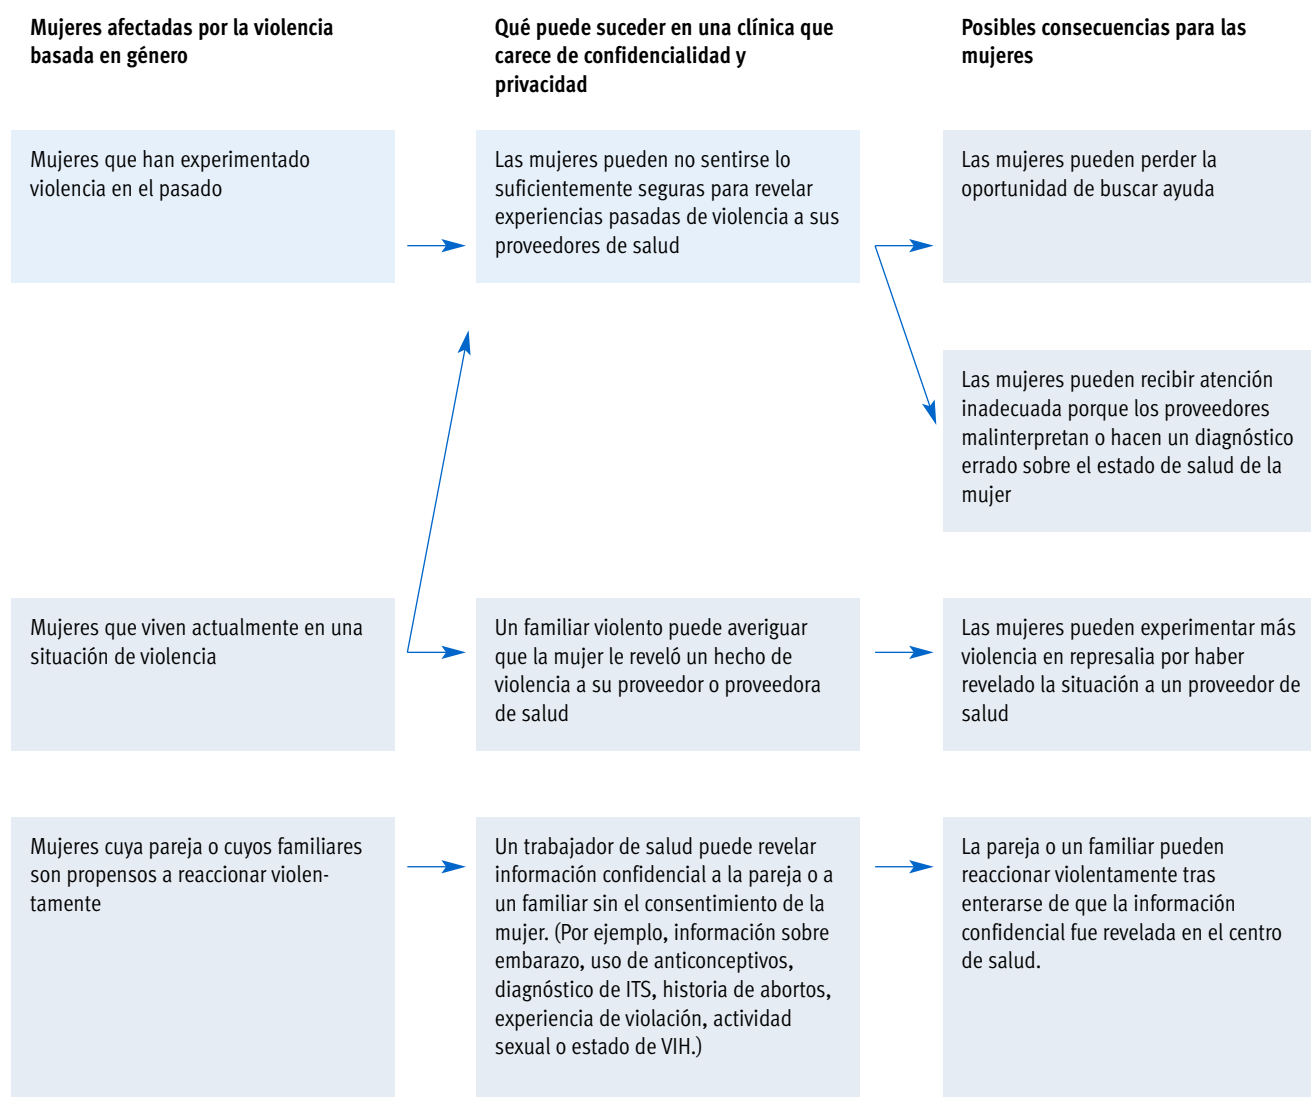 Mujeres afectadas por la violencia
basada en género
Qué puede suceder en una clínica que
carece de confidencialidad y
privacidad
Posibles consecuencias para las
mujeres
Mujeres que han experimentado
violencia en el pasado
Las mujeres pueden no sentirse lo
suficientemente seguras para revelar
experiencias pasadas de violencia a sus
proveedores de salud
Las mujeres pueden perder la
oportunidad de buscar ayuda
Las mujeres pueden recibir atención
inadecuada porque los proveedores
malinterpretan o hacen un diagnóstico
errado sobre el estado de salud de la
mujer
Mujeres que viven actualmente en una
situación de violencia
Un familiar violento puede averiguar
que la mujer le reveló un hecho de
violencia a su proveedor o proveedora
de salud
Las mujeres pueden experimentar más
violencia en represalia por haber
revelado la situación a un proveedor de
salud
Mujeres cuya pareja o cuyos familiares
son propensos a reaccionar violen-
tamente
Un trabajador de salud puede revelar
información confidencial a la pareja o a
un familiar sin el consentimiento de la
mujer. (Por ejemplo, información sobre
embarazo, uso de anticonceptivos,
diagnóstico de ITS, historia de abortos,
experiencia de violación, actividad
sexual o estado de VIH.)
La pareja o un familiar pueden
reaccionar violentamente tras
enterarse de que la información
confidencial fue revelada en el centro
de salud.